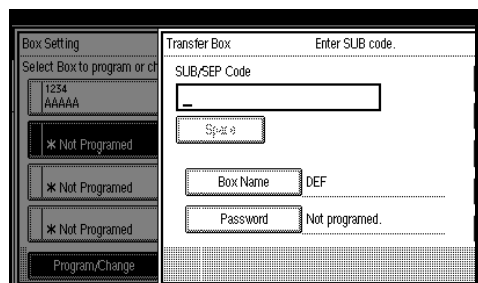 Box Setting
Select Box to program or ch
1234
AAAAA
* Not Programed
* Not Programed
* Not Programed
Program/Change
Transfer Box
Enter SUB code.
SUB/SEP Code
_
Space
Box Name
DEF
Password
Not programed.